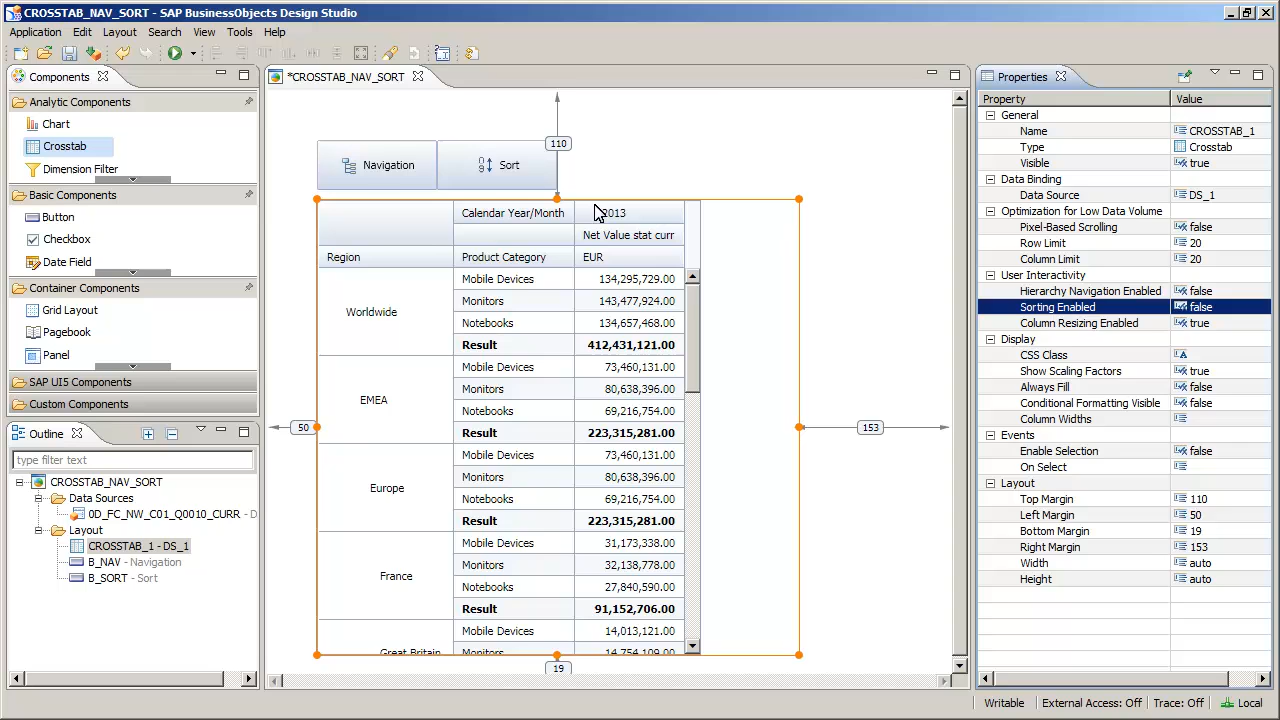 CROSSTAB_NAV_SORT - SAP BusinessObjects Design Studio
Application Edit Layout Search View Tools Help
Components
Analytic Components
Chart
Crosstab
Dimension Filter
Basic Components
Button
Checkbox
Date Field
Container Components
Grid Layout
Pagebook
Panel
SAP UI5 Components
Custom Components
Outline
type filter text
CROSSTAB_NAV_SORT
Data Sources
0D_FC_NW_C01_Q0010_CURR - D
Layout
CROSSTAB_1 - DS_1
B_NAV - Navigation
B_SORT - Sort
*CROSSTAB_NAV_SORT
110
Navigation Sort
Calendar Year/Month 2013
Net Value stat curr
Region Product Category EUR
Mobile Devices 134,295,729.00
Monitors 143,477,924.00
Worldwide
Notebooks 134,657,468.00
Result 412,431,121.00
Mobile Devices 73,460,131.00
Monitors 80,638,396.00
EMEA
Notebooks 69,216,754.00
Result 223,315,281.00
50
153
Mobile Devices 73,460,131.00
Monitors 80,638,396.00
Europe
Notebooks 69,216,754.00
Result 223,315,281.00
Mobile Devices 31,173,338.00
Monitors 32,138,778.00
France
Notebooks 27,840,590.00
Result 91,152,706.00
Mobile Devices 14,013,121.00
Great Britain Monitors 14,754,109.00
19
Properties
Property Value
General
Name CROSSTAB_1
Type Crosstab
Visible true
Data Binding
Data Source DS_1
Optimization for Low Data Volume
Pixel-Based Scrolling false
Row Limit 20
Column Limit 20
User Interactivity
Hierarchy Navigation Enabled false
Sorting Enabled false
Column Resizing Enabled true
Display
CSS Class
Show Scaling Factors true
Always Fill false
Conditional Formatting Visible false
Column Widths
Events
Enable Selection false
On Select
Layout
Top Margin 110
Left Margin 50
Bottom Margin 19
Right Margin 153
Width auto
Height auto
Writable External Access: Off Trace: Off Local